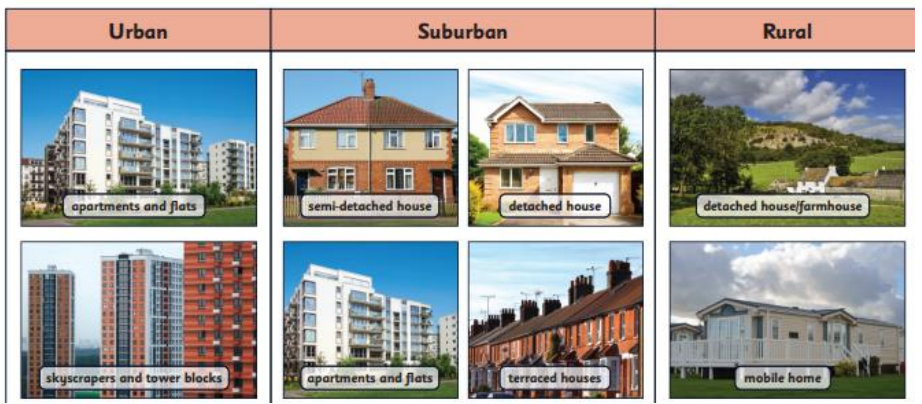 Urban
Suburban
Rural
apartments and flats
semi-detached house
detached house
detached house/farmhouse
skyscrapers and tower blocks
apartments and flats
terraced houses
mobile home